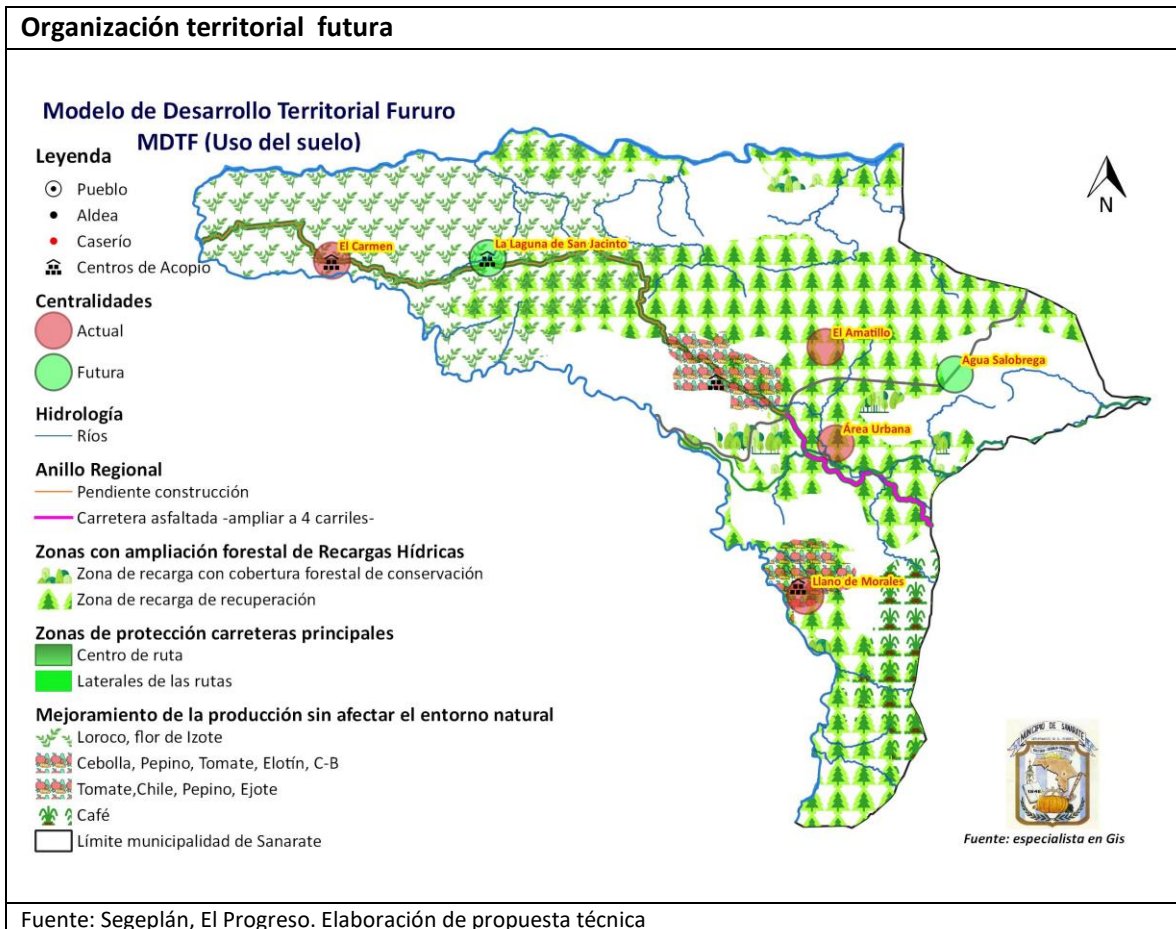 Organización territorial  futura
Modelo de Desarrollo Territorial Fururo
MDTF (Uso del suelo)
Leyenda
Pueblo
Aldea
Caserío
Centros de Acopio
Centralidades
Actual
Futura
Hidrología
Ríos
Anillo Regional
Pendiente construcción
Carretera asfaltada -ampliar a 4 carriles-
Zonas con ampliación forestal de Recargas Hídricas
Zona de recarga con cobertura forestal de conservación
Zona de recarga de recuperación
Zonas de protección carreteras principales
Centro de ruta
Laterales de las rutas
Mejoramiento de la producción sin afectar el entorno natural
Loroco, flor de Izote
Cebolla, Pepino, Tomate, Elotín, C-B
Tomate,Chile, Pepino, Ejote
Café
Límite municipalidad de Sanarate
El Carmen
La Laguna de San Jacinto
El Amatillo
Agua Salobrega
Área Urbana
Llano de Morales
N
MUNICIPIO DE SANARATE
Fuente: especialista en Gis
Fuente: Segeplán, El Progreso. Elaboración de propuesta técnica